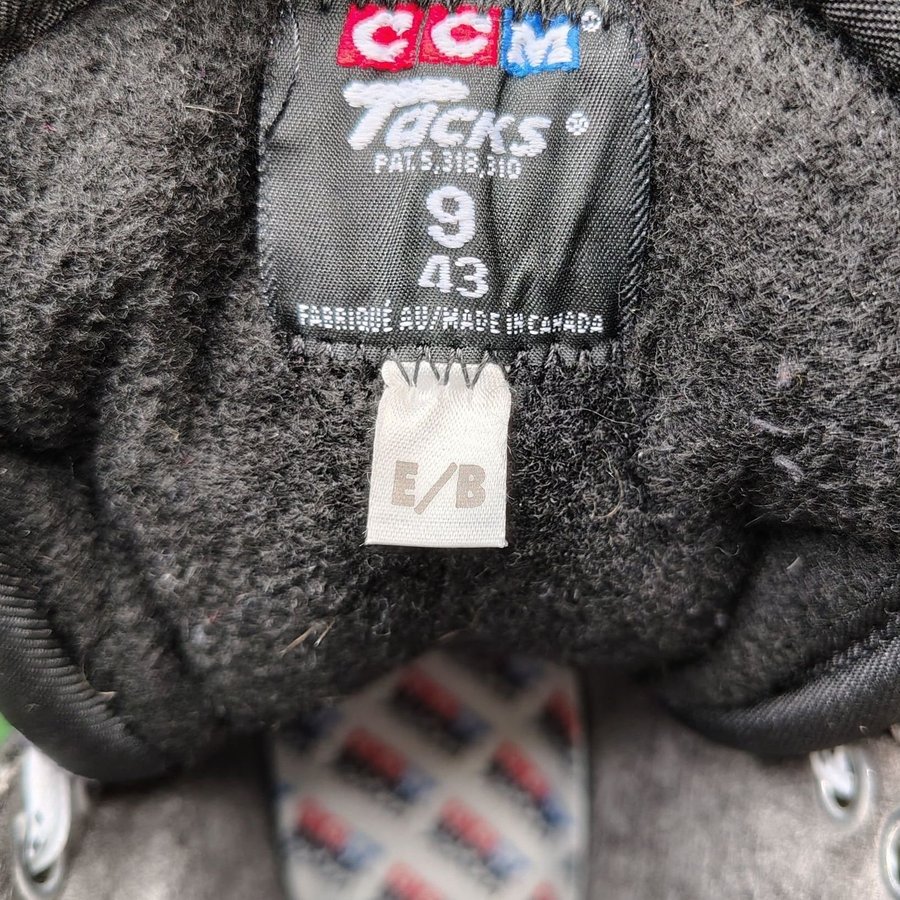 CCM®
Tacks®
PAT.5,318,310
9
43
FABRIQUÉ AU/MADE IN CANADA
E/B